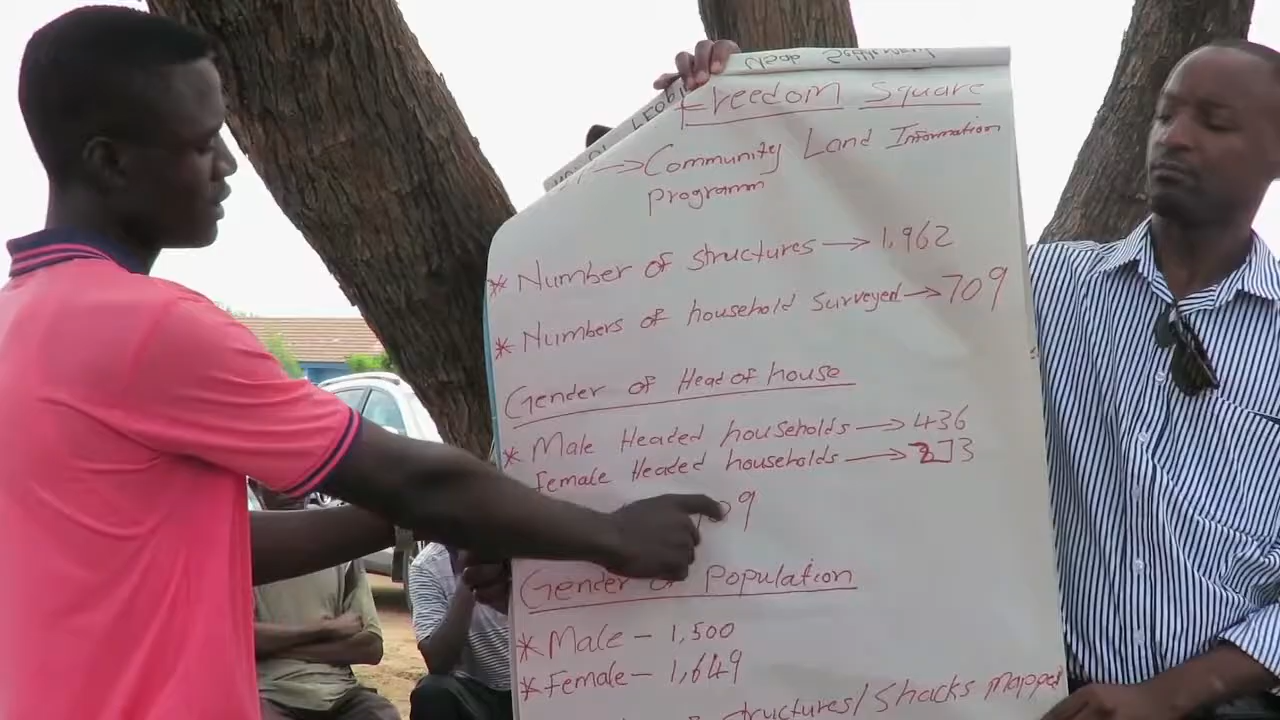 Freedom Square
→ Community Land Information
Programm
* Number of structures → 1,962
* Numbers of household surveyed → 709
Gender of Head of house
* Male Headed households → 436
Female Headed households → 273
09
Gender of Population
* Male - 1,500
* Female - 1,649
structures/Shacks mapped